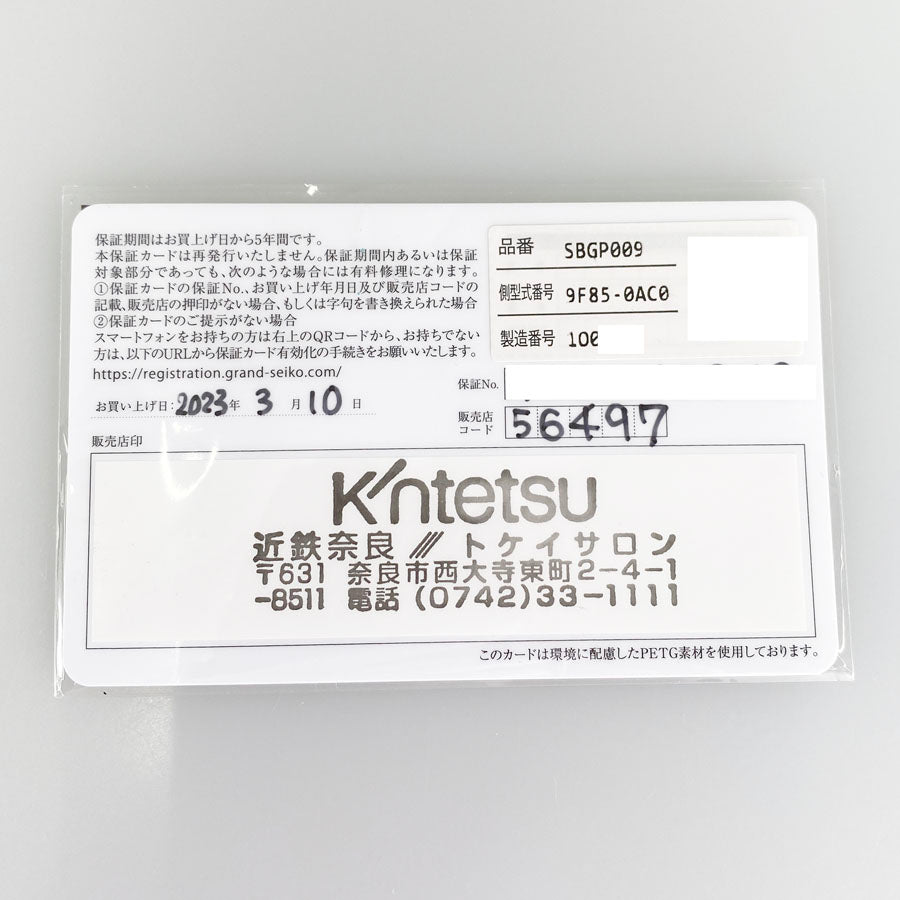 保証期間はお買上げ日から5年間です。
本保証カードは再発行いたしません。保証期間内あるいは保証
対象部分であっても、次のような場合には有料修理になります。
①保証カードの保証No.、お買い上げ年月日及び販売店コードの
記載、販売店の押印がない場合、もしくは字句を書き換えられた場合
②保証カードのご提示がない場合
スマートフォンをお持ちの方は右上のQRコードから、お持ちでない
方は、以下のURLから保証カード有効化の手続きをお願いいたします。
https://registration.grand-seiko.com/
お買い上げ日:2023年 3月10日
品番 SBGP009
側型式番号 9F85-0AC0
製造番号 100
保証No.
販売店
コード 56497
販売店印
Kintetsu
近鉄奈良 /// トケイサロン
〒631 奈良市西大寺東町2-4-1
-8511 電話 (0742)33-1111
このカードは環境に配慮したPETG素材を使用しております。